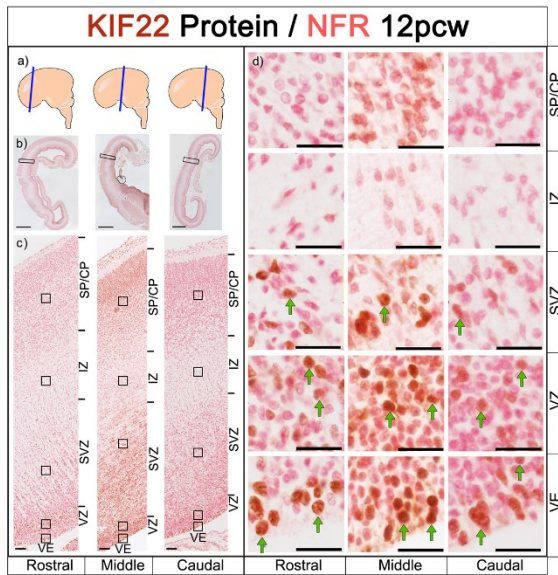 KIF22 Protein / NFR 12pcw
a)
b)
c)
SP/CP
IZ
SVZ
VZ
VE
SP/CP
IZ
SVZ
VZ
VE
SP/CP
IZ
SVZ
VZ
Rostral
Middle
Caudal
d)
SP/CP
IZ
SVZ
VZ
VE
Rostral
Middle
Caudal